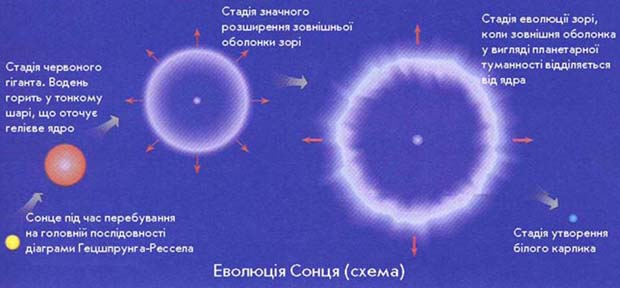 Стадія червоного
гіганта. Водень
горить у тонкому
шарі, що оточує
гелієве ядро
Стадія значного
розширення зовнішньої
оболонки зорі
Стадія еволюції зорі,
коли зовнішня оболонка
у вигляді планетарної
туманності відділяється
від ядра
Сонце під час перебування
на головній послідовності
діаграми Гецшпрунга-Рессела
Стадія утворення
білого карлика
Еволюція Сонця (схема)